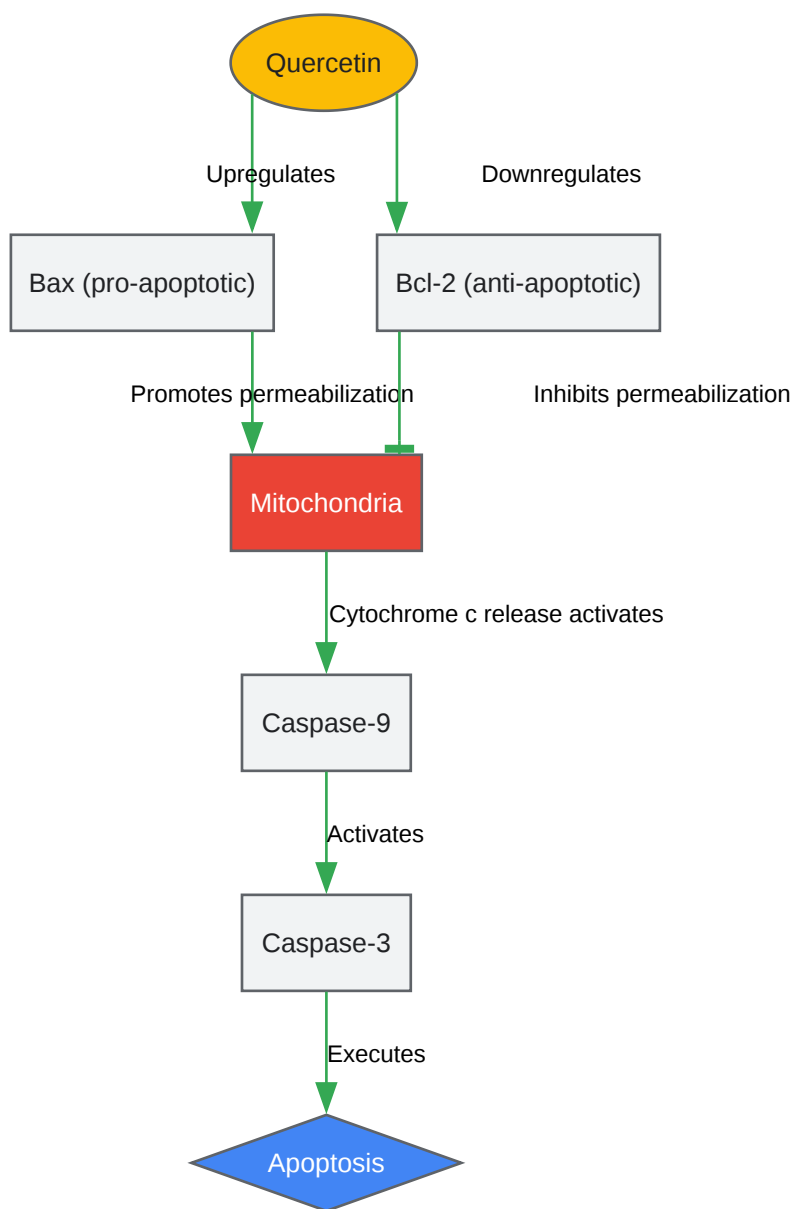 Quercetin
Upregulates
Downregulates
Bax (pro-apoptotic)
Bcl-2 (anti-apoptotic)
Promotes permeabilization
Inhibits permeabilization
Mitochondria
Cytochrome c release activates
Caspase-9
Activates
Caspase-3
Executes
Apoptosis